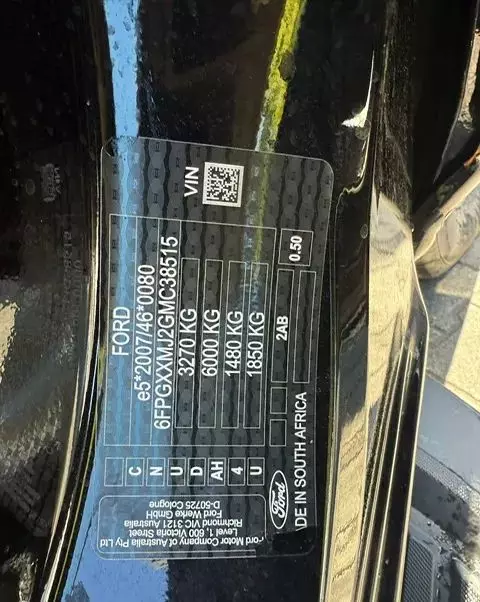 VIN
FORD
e5*2007/46*0080
6FPGXXMJ2GMC38515
3270 KG
6000 KG
1480 KG
1850 KG
2AB
0.50
C
N
U
D
AH
4
U
Ford
DE IN SOUTH AFRICA
Ford Motor Company of Australia Pty Ltd
Level 1, 600 Victoria Street
Richmond VIC 3121 Australia
Ford Werke GmbH
D-50725 Cologne